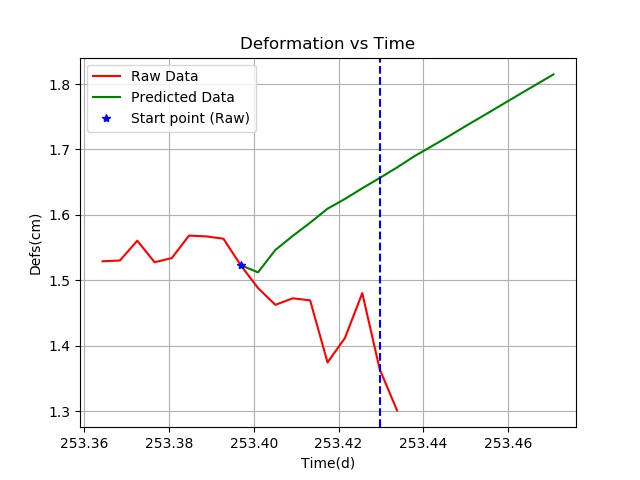 Deformation vs Time
Raw Data
Predicted Data
Start point (Raw)
1.8
1.7
1.6
1.5
1.4
1.3
Defs(cm)
253.36 253.38 253.40 253.42 253.44 253.46
Time(d)